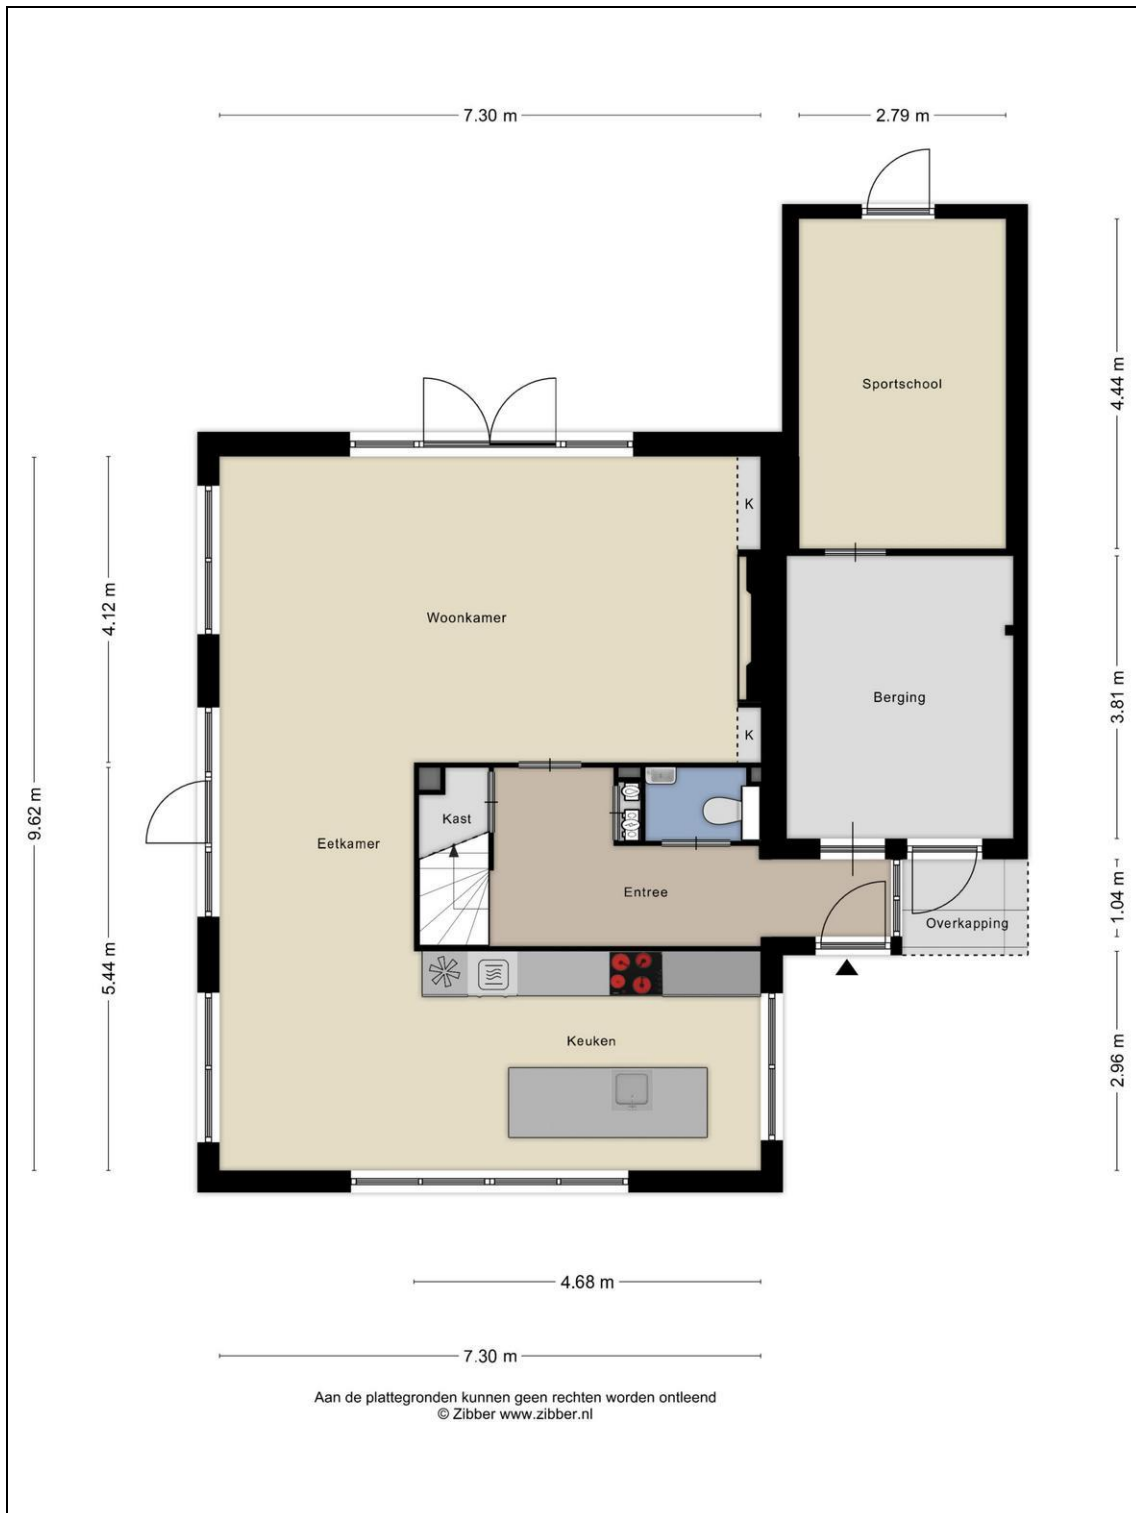 7.30 m
2.79 m
4.44 m
Sportschool
K
4.12 m
Woonkamer
3.81 m
Berging
K
9.62 m
Kast
Eetkamer
Entree
1.04 m
Overkapping
5.44 m
Keuken
2.96 m
4.68 m
7.30 m
Aan de plattegronden kunnen geen rechten worden ontleend
© Zibber www.zibber.nl